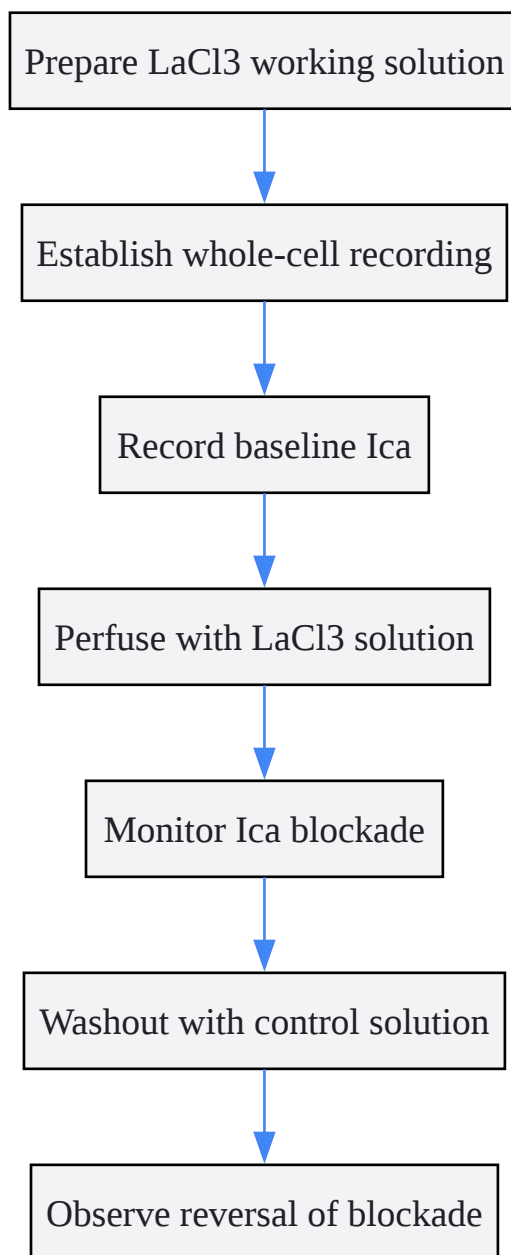 Prepare LaCl3 working solution
Establish whole-cell recording
Record baseline Ica
Perfuse with LaCl3 solution
Monitor Ica blockade
Washout with control solution
Observe reversal of blockade